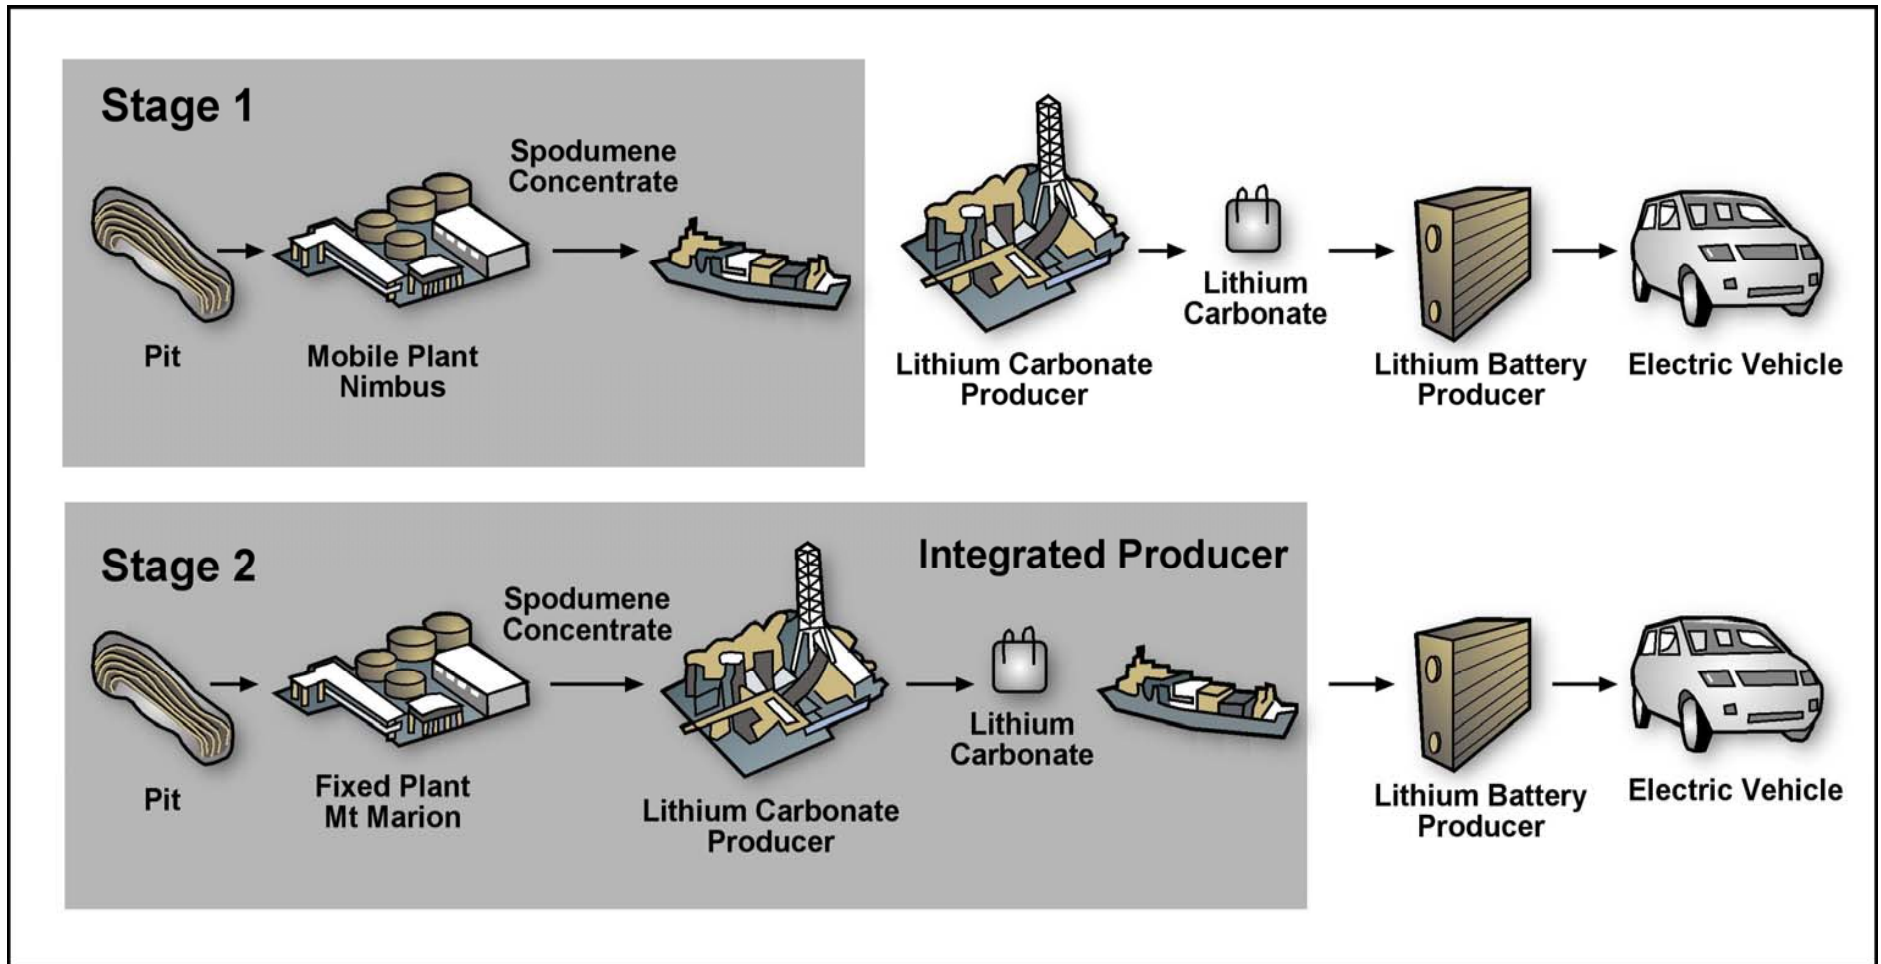 Stage 1
Spodumene
Concentrate
Pit
Mobile Plant
Nimbus
Lithium Carbonate
Producer
Lithium
Carbonate
Lithium Battery
Producer
Electric Vehicle
Stage 2
Integrated Producer
Spodumene
Concentrate
Pit
Fixed Plant
Mt Marion
Lithium Carbonate
Producer
Lithium
Carbonate
Lithium Battery
Producer
Electric Vehicle